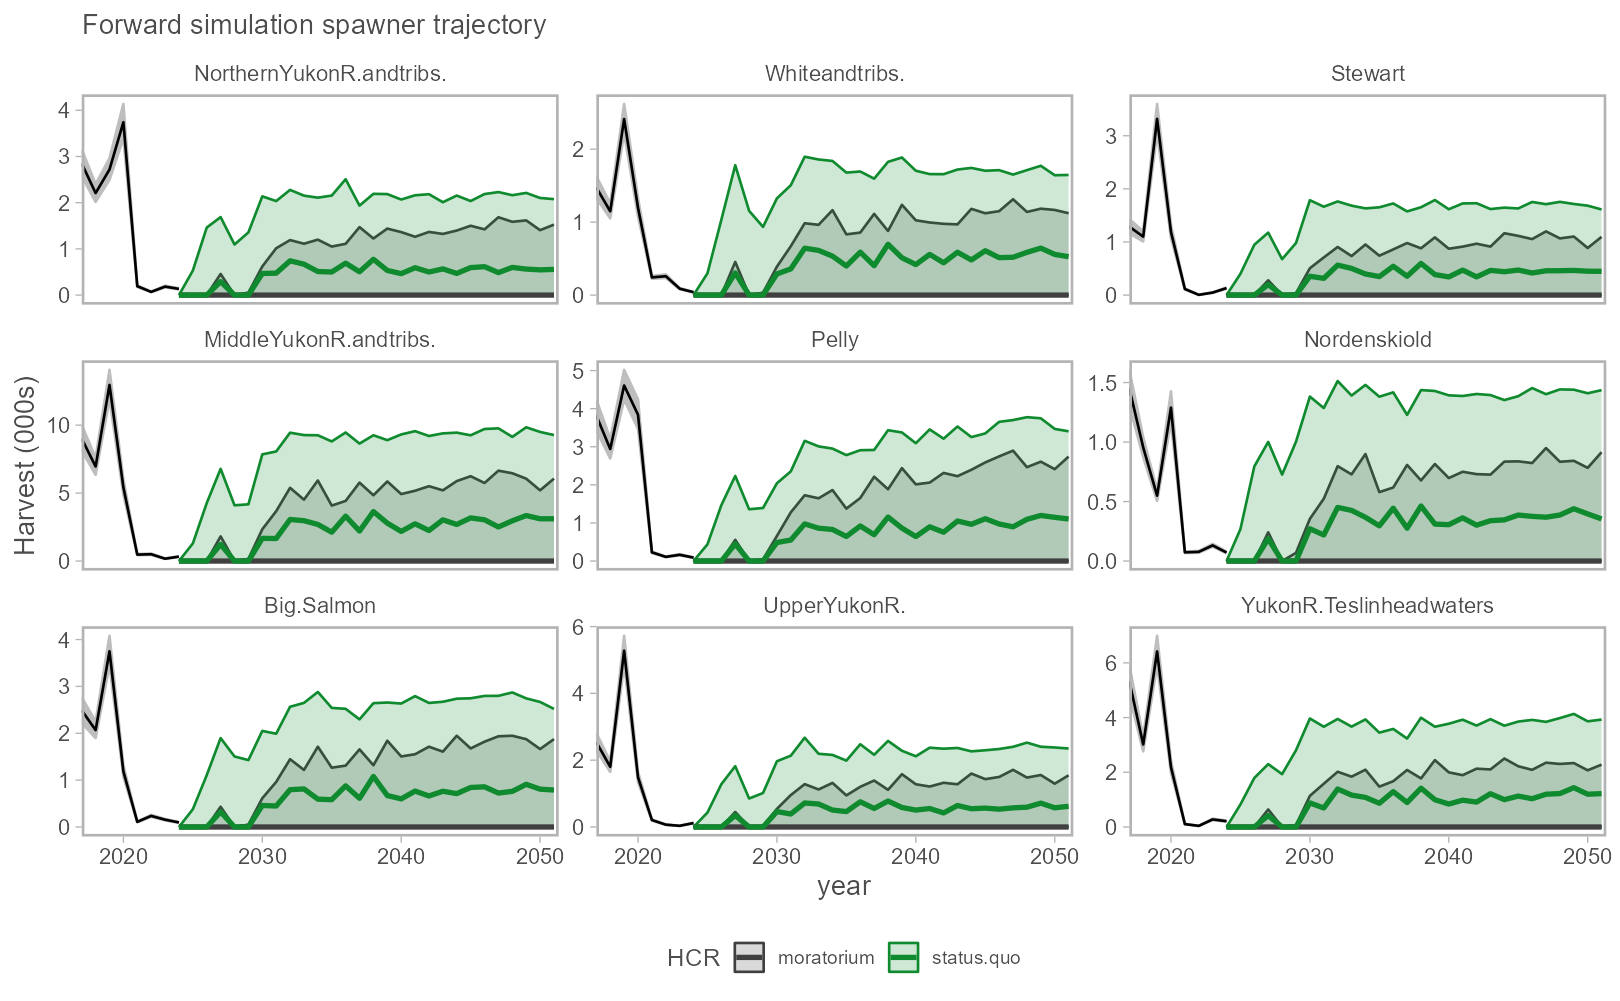 Forward simulation spawner trajectory
NorthernYukonR.andtribs.
Whiteandtribs.
Stewart
4
3
2
1
0
2
1
0
3
2
1
0
MiddleYukonR.andtribs.
Pelly
Nordenskiold
10
5
0
5
4
3
2
1
0
1.5
1.0
0.5
0.0
Harvest (000s)
Big.Salmon
UpperYukonR.
YukonR.Teslinheadwaters
4
3
2
1
0
6
4
2
0
6
4
2
0
2020 2030 2040 2050
2020 2030 2040 2050
2020 2030 2040 2050
year
HCR moratorium status.quo